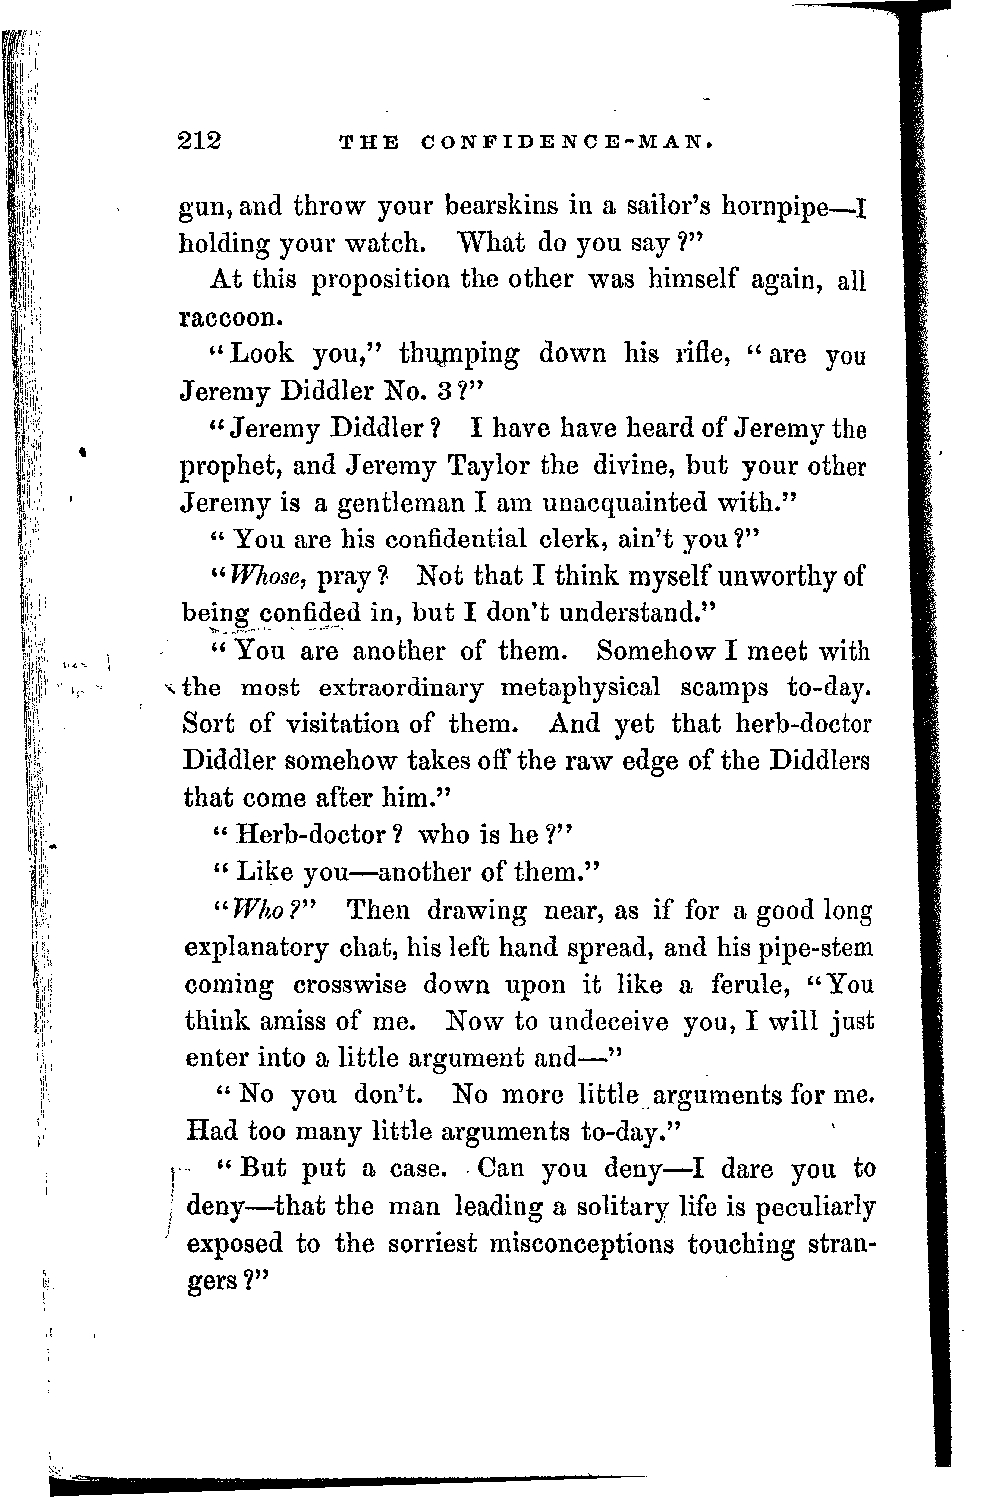 212 THE CONFIDENCE-MAN.
gun, and throw your bearskins in a sailor's hornpipe—I
holding your watch. What do you say?"
At this proposition the other was himself again, all
raccoon.
"Look you," thumping down his rifle, "are you
Jeremy Diddler No. 3?"
"Jeremy Diddler? I have have heard of Jeremy the
prophet, and Jeremy Taylor the divine, but your other
Jeremy is a gentleman I am unacquainted with."
"You are his confidential clerk, ain't you?"
"Whose, pray? Not that I think myself unworthy of
being confided in, but I don't understand."
"You are another of them. Somehow I meet with
the most extraordinary metaphysical scamps to-day.
Sort of visitation of them. And yet that herb-doctor
Diddler somehow takes off the raw edge of the Diddlers
that come after him."
"Herb-doctor? who is he?"
"Like you—another of them."
"Who?" Then drawing near, as if for a good long
explanatory chat, his left hand spread, and his pipe-stem
coming crosswise down upon it like a ferule, "You
think amiss of me. Now to undeceive you, I will just
enter into a little argument and—"
"No you don't. No more little arguments for me.
Had too many little arguments to-day."
"But put a case. Can you deny—I dare you to
deny—that the man leading a solitary life is peculiarly
exposed to the sorriest misconceptions touching stran-
gers?"